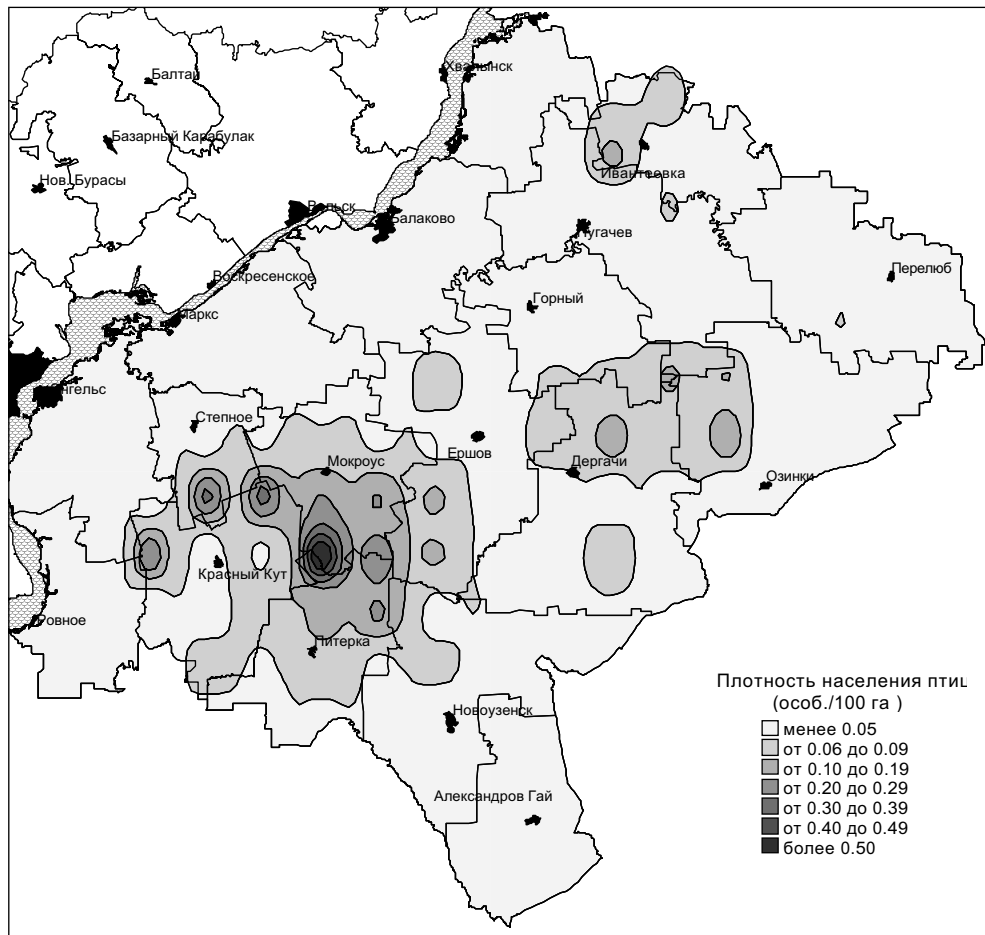 Хвалынск
Балтай
Базарный Карабулак
Ивантеевка
Нов. Бурасы
Вольск
Балаково
Пугачев
Перелюб
Воскресенское
Горный
Маркс
Энгельс
Степное
Ершов
Мокроус
Дергачи
Озинки
Красный Кут
Ровное
Питерка
Плотность населения птиц
(особ./100 га )
Новоузенск
менее 0.05
от 0.06 до 0.09
от 0.10 до 0.19
от 0.20 до 0.29
Александров Гай
от 0.30 до 0.39
от 0.40 до 0.49
более 0.50